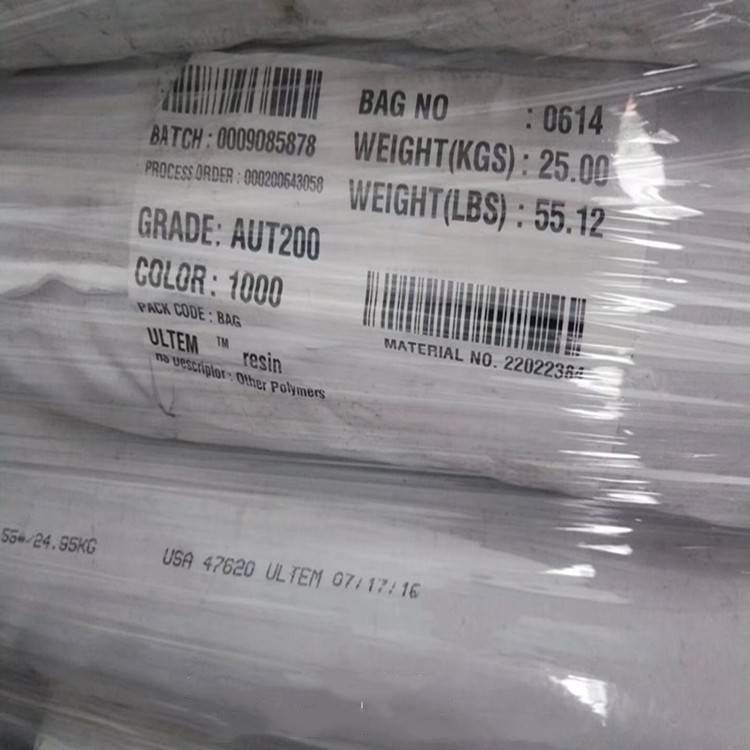 BATCH : 0009085878
PROCESS ORDER : 000200643058
GRADE: AUT200
COLOR : 1000
PACK CODE : BAG
ULTEM ™ resin
Descriptor : Other Polymers
BAG NO : 0614
WEIGHT(KGS) : 25.00
WEIGHT(LBS) : 55.12
MATERIAL NO. 22022384
55#/24.95KG
USA 47620 ULTEM 07/17/16